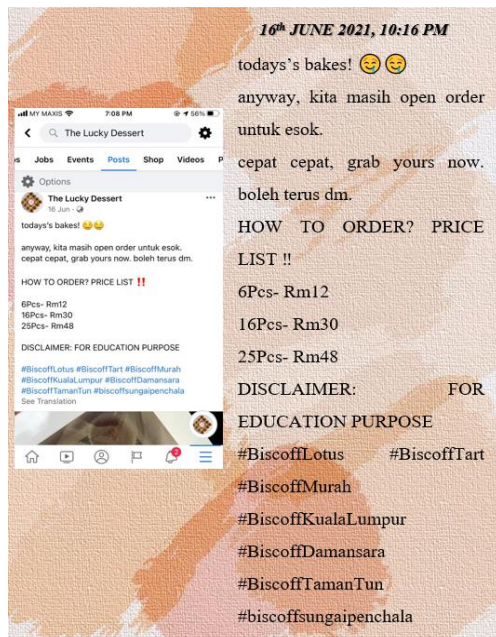 16th JUNE 2021, 10:16 PM
todays's bakes! 🤤🤤
anyway, kita masih open order
untuk esok.
cepat cepat, grab yours now.
boleh terus dm.
HOW TO ORDER? PRICE
LIST !!
6Pcs- Rm12
16Pcs- Rm30
25Pcs- Rm48
DISCLAIMER: FOR
EDUCATION PURPOSE
#BiscoffLotus #BiscoffTart
#BiscoffMurah
#BiscoffKualaLumpur
#BiscoffDamansara
#BiscoffTamanTun
#biscoffsungaipenchala
MY MAXIS 7:08 PM 56%
The Lucky Dessert
s Jobs Events Posts Shop Videos P
Options
The Lucky Dessert
16 Jun ·
todays's bakes! 🤤🤤
anyway, kita masih open order untuk esok.
cepat cepat, grab yours now. boleh terus dm.
HOW TO ORDER? PRICE LIST ‼️
6Pcs- Rm12
16Pcs- Rm30
25Pcs- Rm48
DISCLAIMER: FOR EDUCATION PURPOSE
#BiscoffLotus #BiscoffTart #BiscoffMurah
#BiscoffKualaLumpur #BiscoffDamansara
#BiscoffTamanTun #biscoffsungaipenchala
See Translation
2